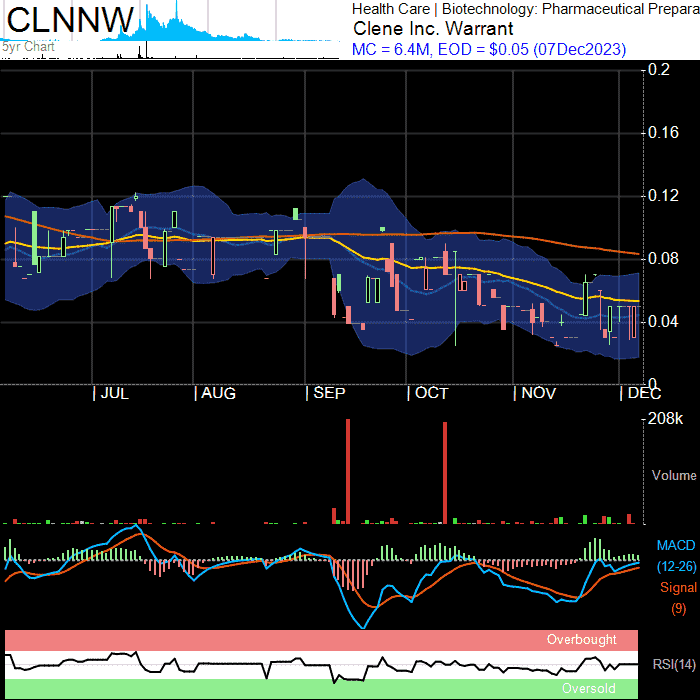 CLNNW
5yr Chart
Health Care | Biotechnology: Pharmaceutical Prepara
Clene Inc. Warrant
MC = 6.4M, EOD = $0.05 (07Dec2023)
0.2
0.16
0.12
0.08
0.04
0
| JUL | AUG | SEP | OCT | NOV | DEC
208k
Volume
MACD
(12-26)
Signal
(9)
Overbought
RSI(14)
Oversold